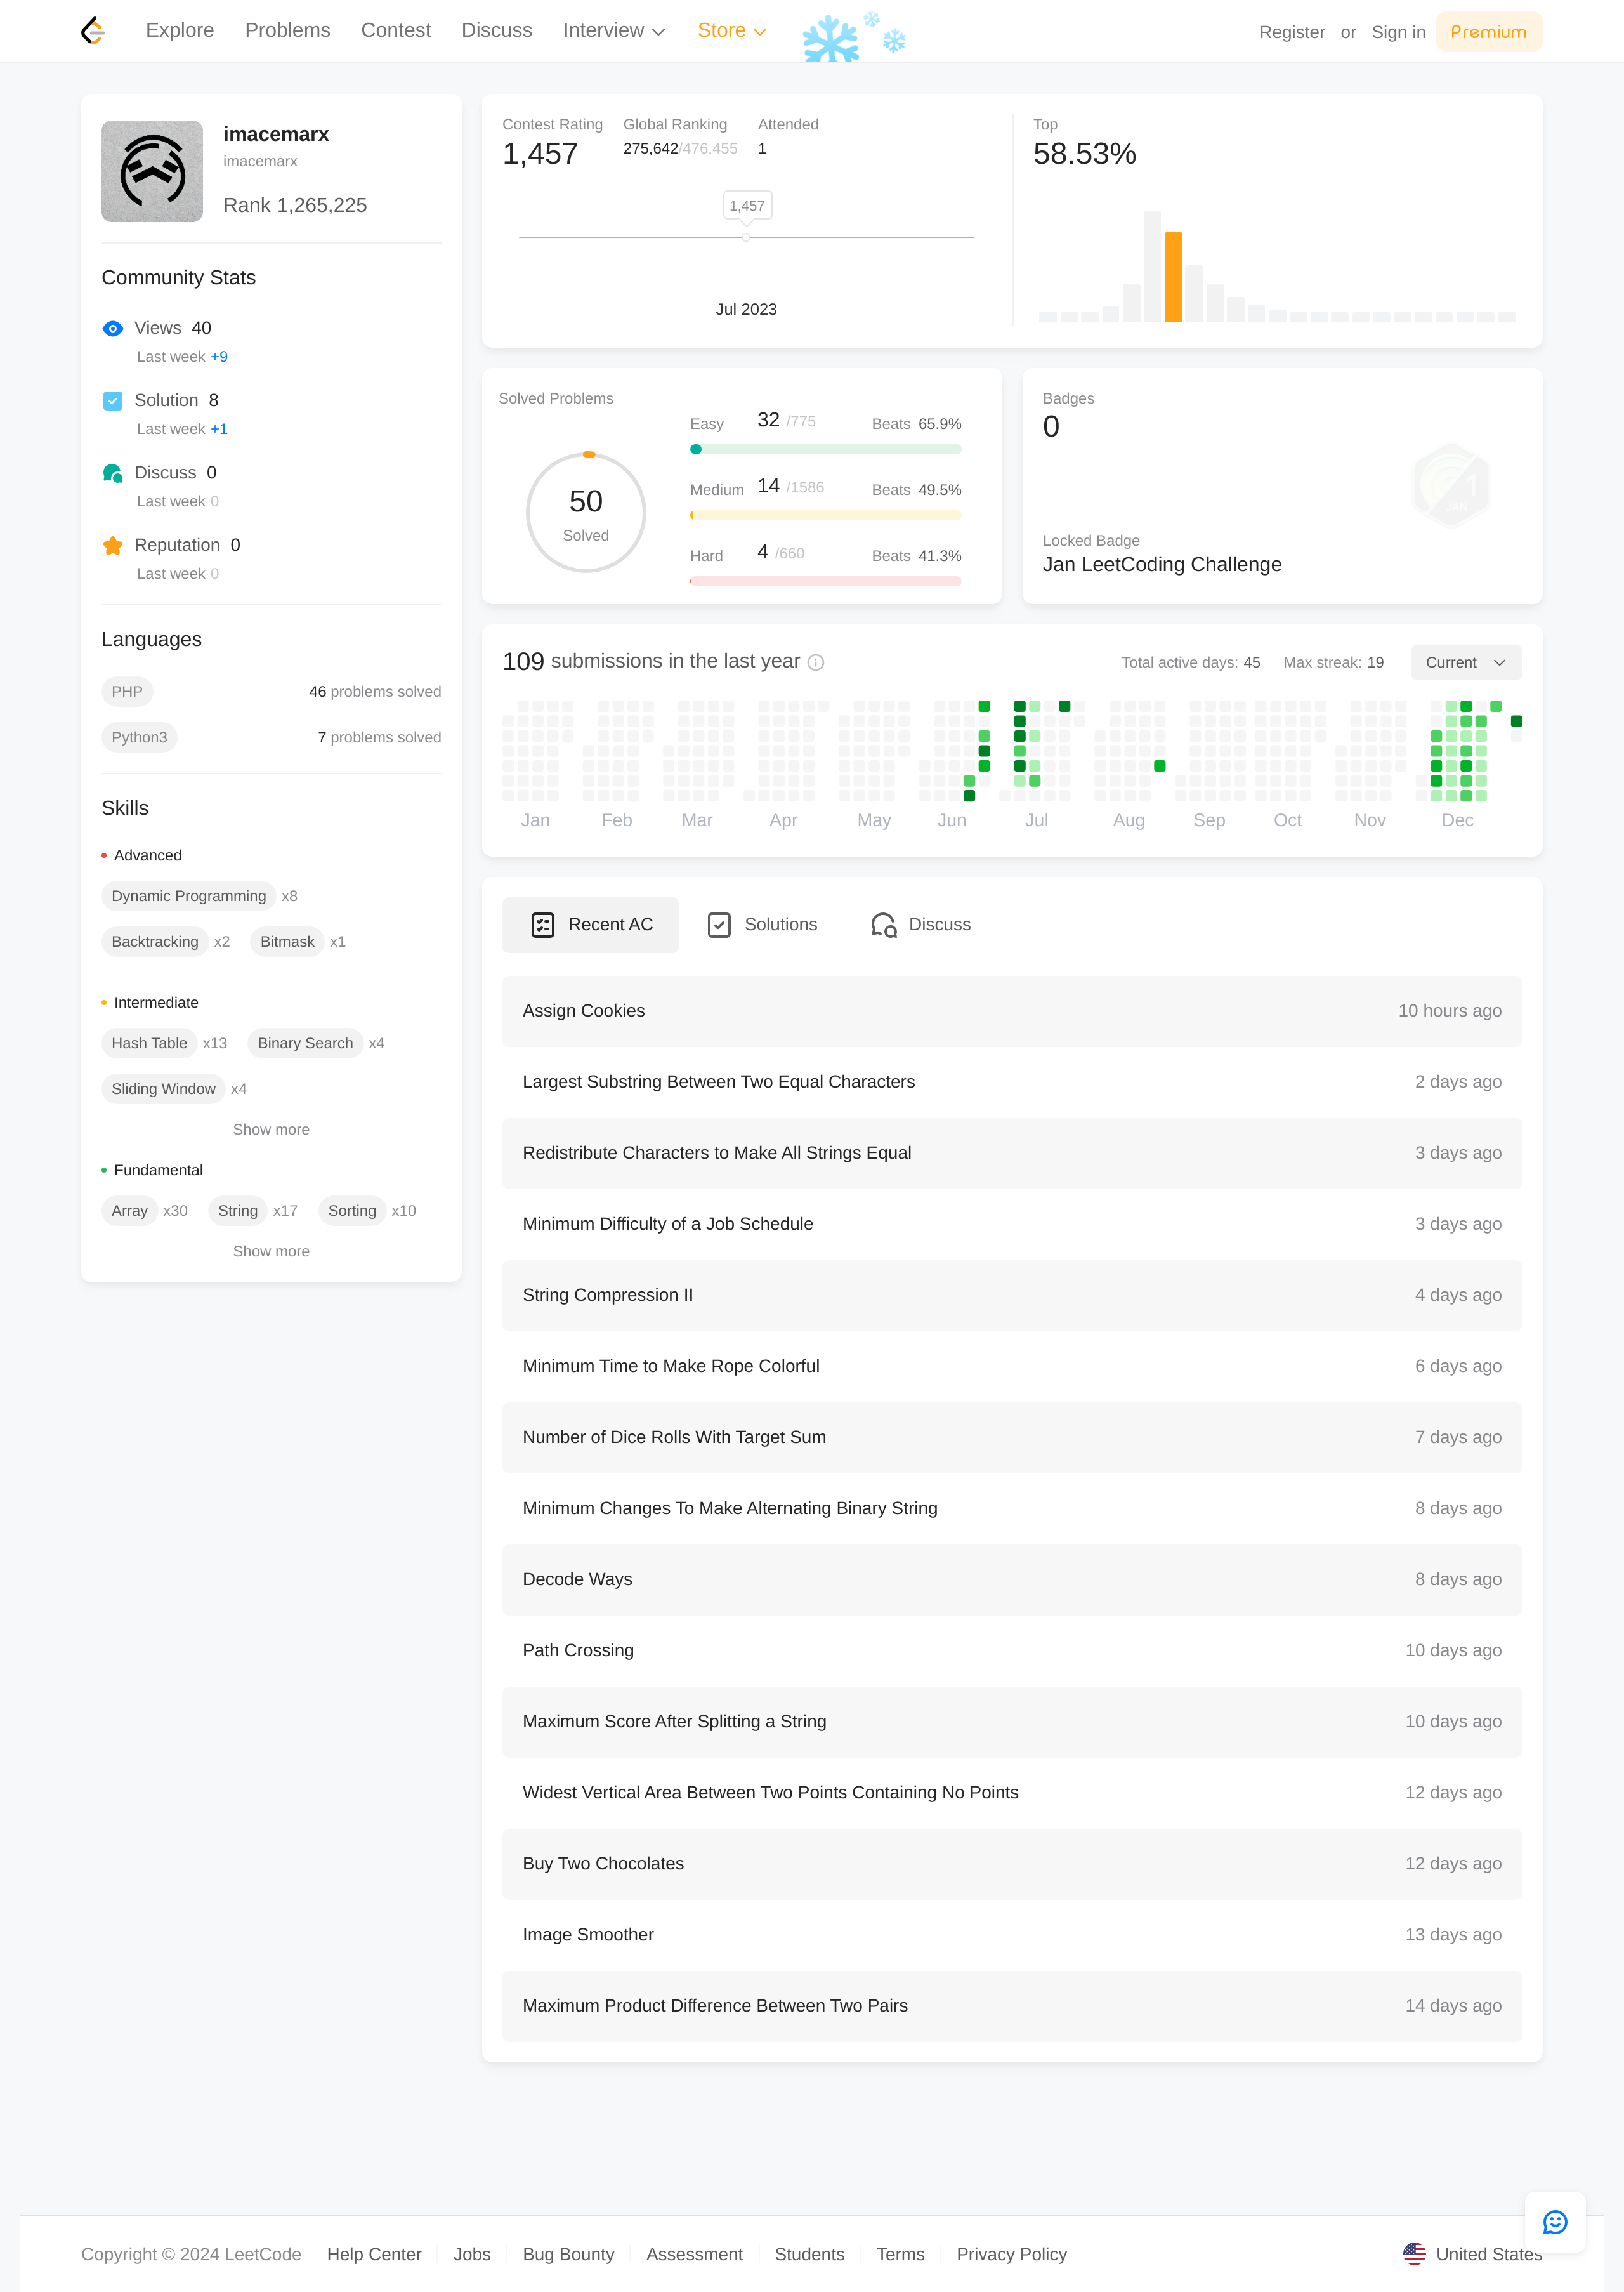 Explore Problems Contest Discuss Interview Store
Register or Sign in Premium
imacemarx
imacemarx
Rank 1,265,225
Community Stats
Views 40
Last week +9
Solution 8
Last week +1
Discuss 0
Last week 0
Reputation 0
Last week 0
Languages
PHP 46 problems solved
Python3 7 problems solved
Skills
Advanced
Dynamic Programming x8
Backtracking x2 Bitmask x1
Intermediate
Hash Table x13 Binary Search x4
Sliding Window x4
Show more
Fundamental
Array x30 String x17 Sorting x10
Show more
Contest Rating Global Ranking Attended
1,457 275,642/476,455 1
1,457
Jul 2023
Top
58.53%
Solved Problems
50
Solved
Easy 32 /775 Beats 65.9%
Medium 14 /1586 Beats 49.5%
Hard 4 /660 Beats 41.3%
Badges
0
1
JAN
Locked Badge
Jan LeetCoding Challenge
109 submissions in the last year Total active days: 45 Max streak: 19 Current
Jan Feb Mar Apr May Jun Jul Aug Sep Oct Nov Dec
Recent AC Solutions Discuss
Assign Cookies 10 hours ago
Largest Substring Between Two Equal Characters 2 days ago
Redistribute Characters to Make All Strings Equal 3 days ago
Minimum Difficulty of a Job Schedule 3 days ago
String Compression II 4 days ago
Minimum Time to Make Rope Colorful 6 days ago
Number of Dice Rolls With Target Sum 7 days ago
Minimum Changes To Make Alternating Binary String 8 days ago
Decode Ways 8 days ago
Path Crossing 10 days ago
Maximum Score After Splitting a String 10 days ago
Widest Vertical Area Between Two Points Containing No Points 12 days ago
Buy Two Chocolates 12 days ago
Image Smoother 13 days ago
Maximum Product Difference Between Two Pairs 14 days ago
Copyright © 2024 LeetCode Help Center Jobs Bug Bounty Assessment Students Terms Privacy Policy United States